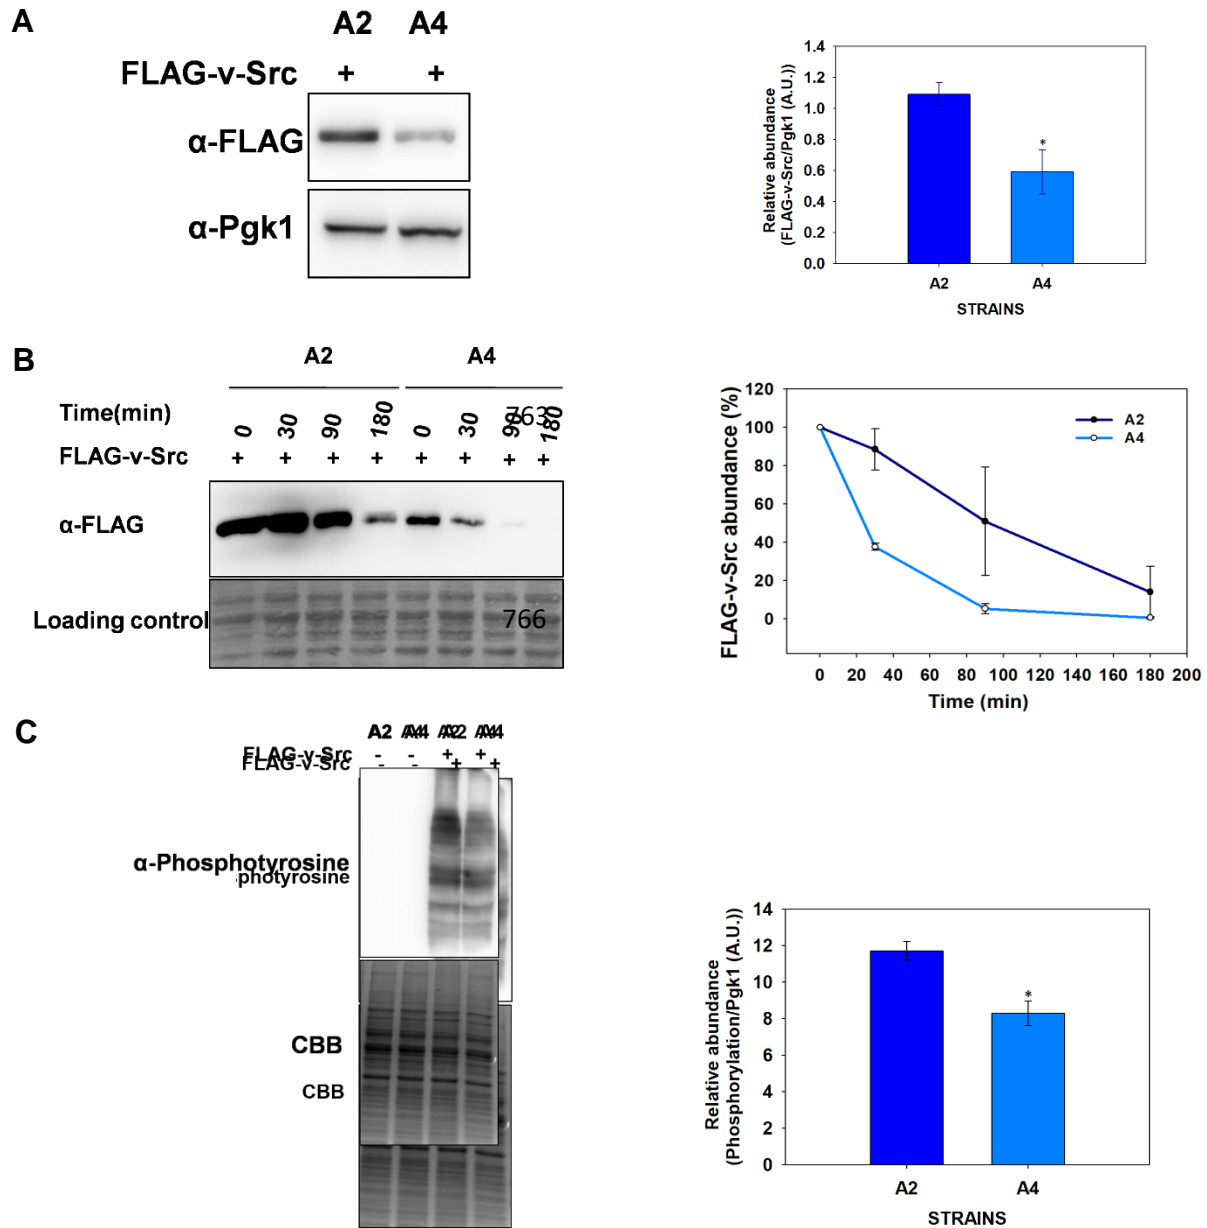 A
A2 A4
FLAG-v-Src + +
α-FLAG
α-Pgk1
Relative abundance
(FLAG-v-Src/Pgk1 (A.U.))
1.4
1.2
1.0
0.8
0.6
0.4
0.2
0.0
*
A2 A4
STRAINS
B
A2 A4
Time(min) 0 30 90 180 0 30 90 180
763
FLAG-v-Src + + + + + + + +
α-FLAG
Loading control
766
FLAG-v-Src abundance (%)
120
100
80
60
40
20
0
A2
A4
0 20 40 60 80 100 120 140 160 180 200
Time (min)
C
A2 A4 A2 A4
FLAG-v-Src - - + +
FLAG-v-Src - - + +
α-Phosphotyrosine
photyrosine
CBB
CBB
Relative abundance
(Phosphorylation/Pgk1 (A.U.))
14
12
10
8
6
4
2
0
*
A2 A4
STRAINS